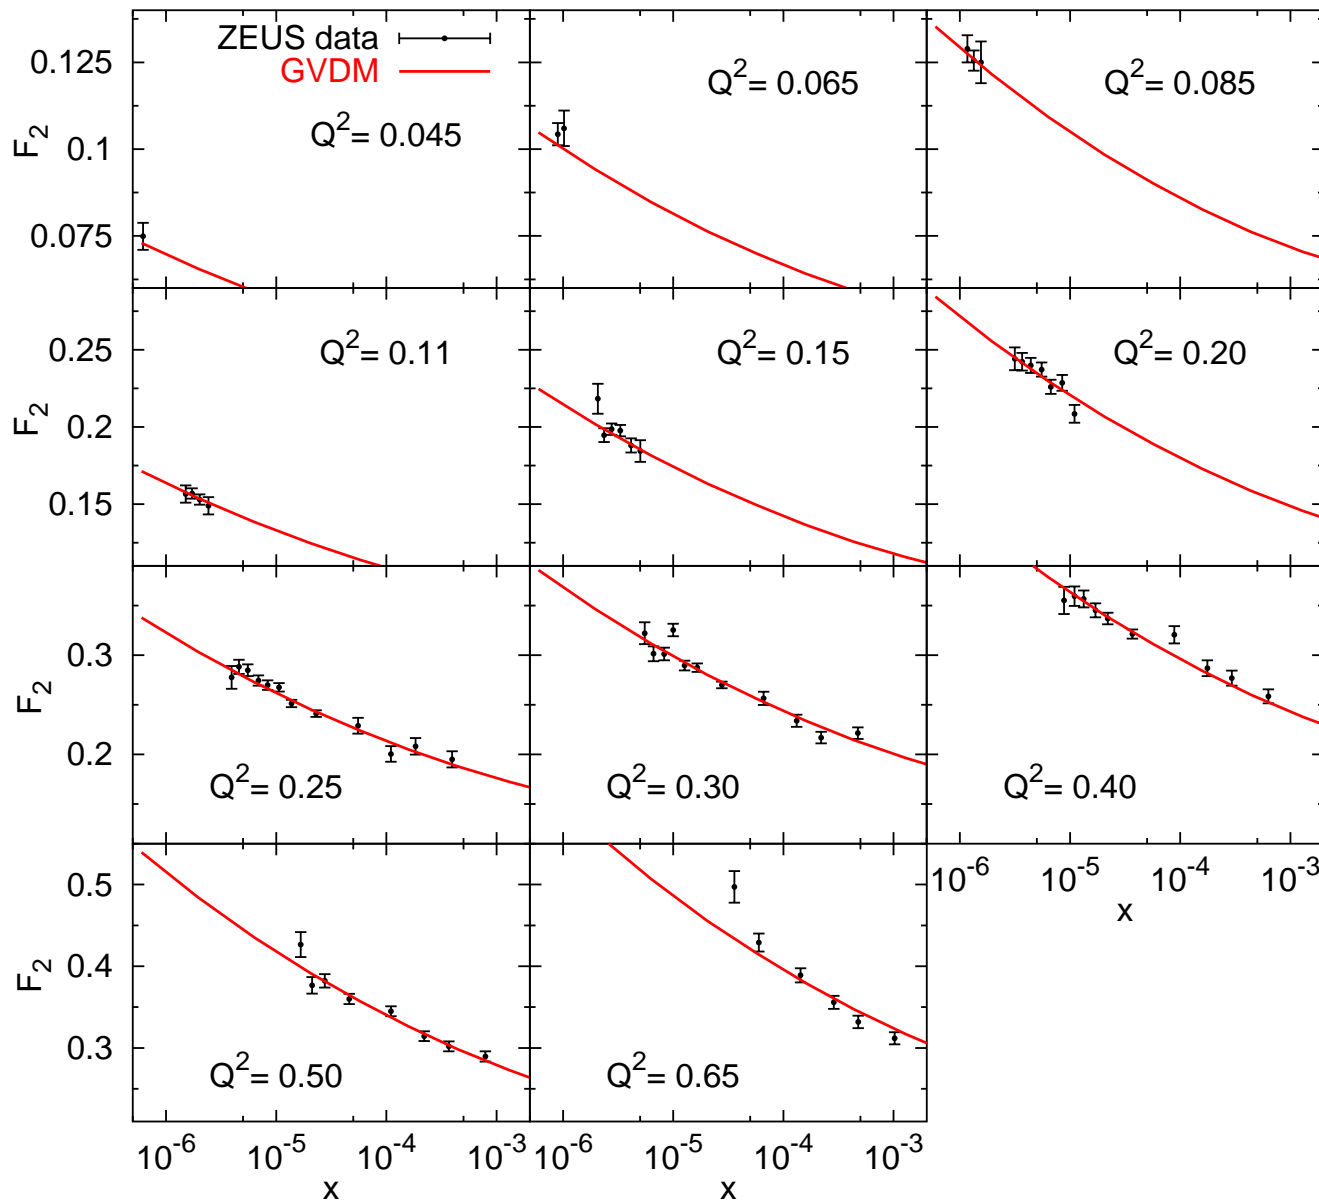 ZEUS data
GVDM
Q²= 0.045
Q²= 0.065
Q²= 0.085
0.125
0.1
0.075
F₂
Q²= 0.11
Q²= 0.15
Q²= 0.20
0.25
0.2
0.15
F₂
Q²= 0.25
Q²= 0.30
Q²= 0.40
0.3
0.2
F₂
10⁻⁶ 10⁻⁵ 10⁻⁴ 10⁻³
x
Q²= 0.50
Q²= 0.65
0.5
0.4
0.3
F₂
10⁻⁶ 10⁻⁵ 10⁻⁴ 10⁻³
x
10⁻⁶ 10⁻⁵ 10⁻⁴ 10⁻³
x